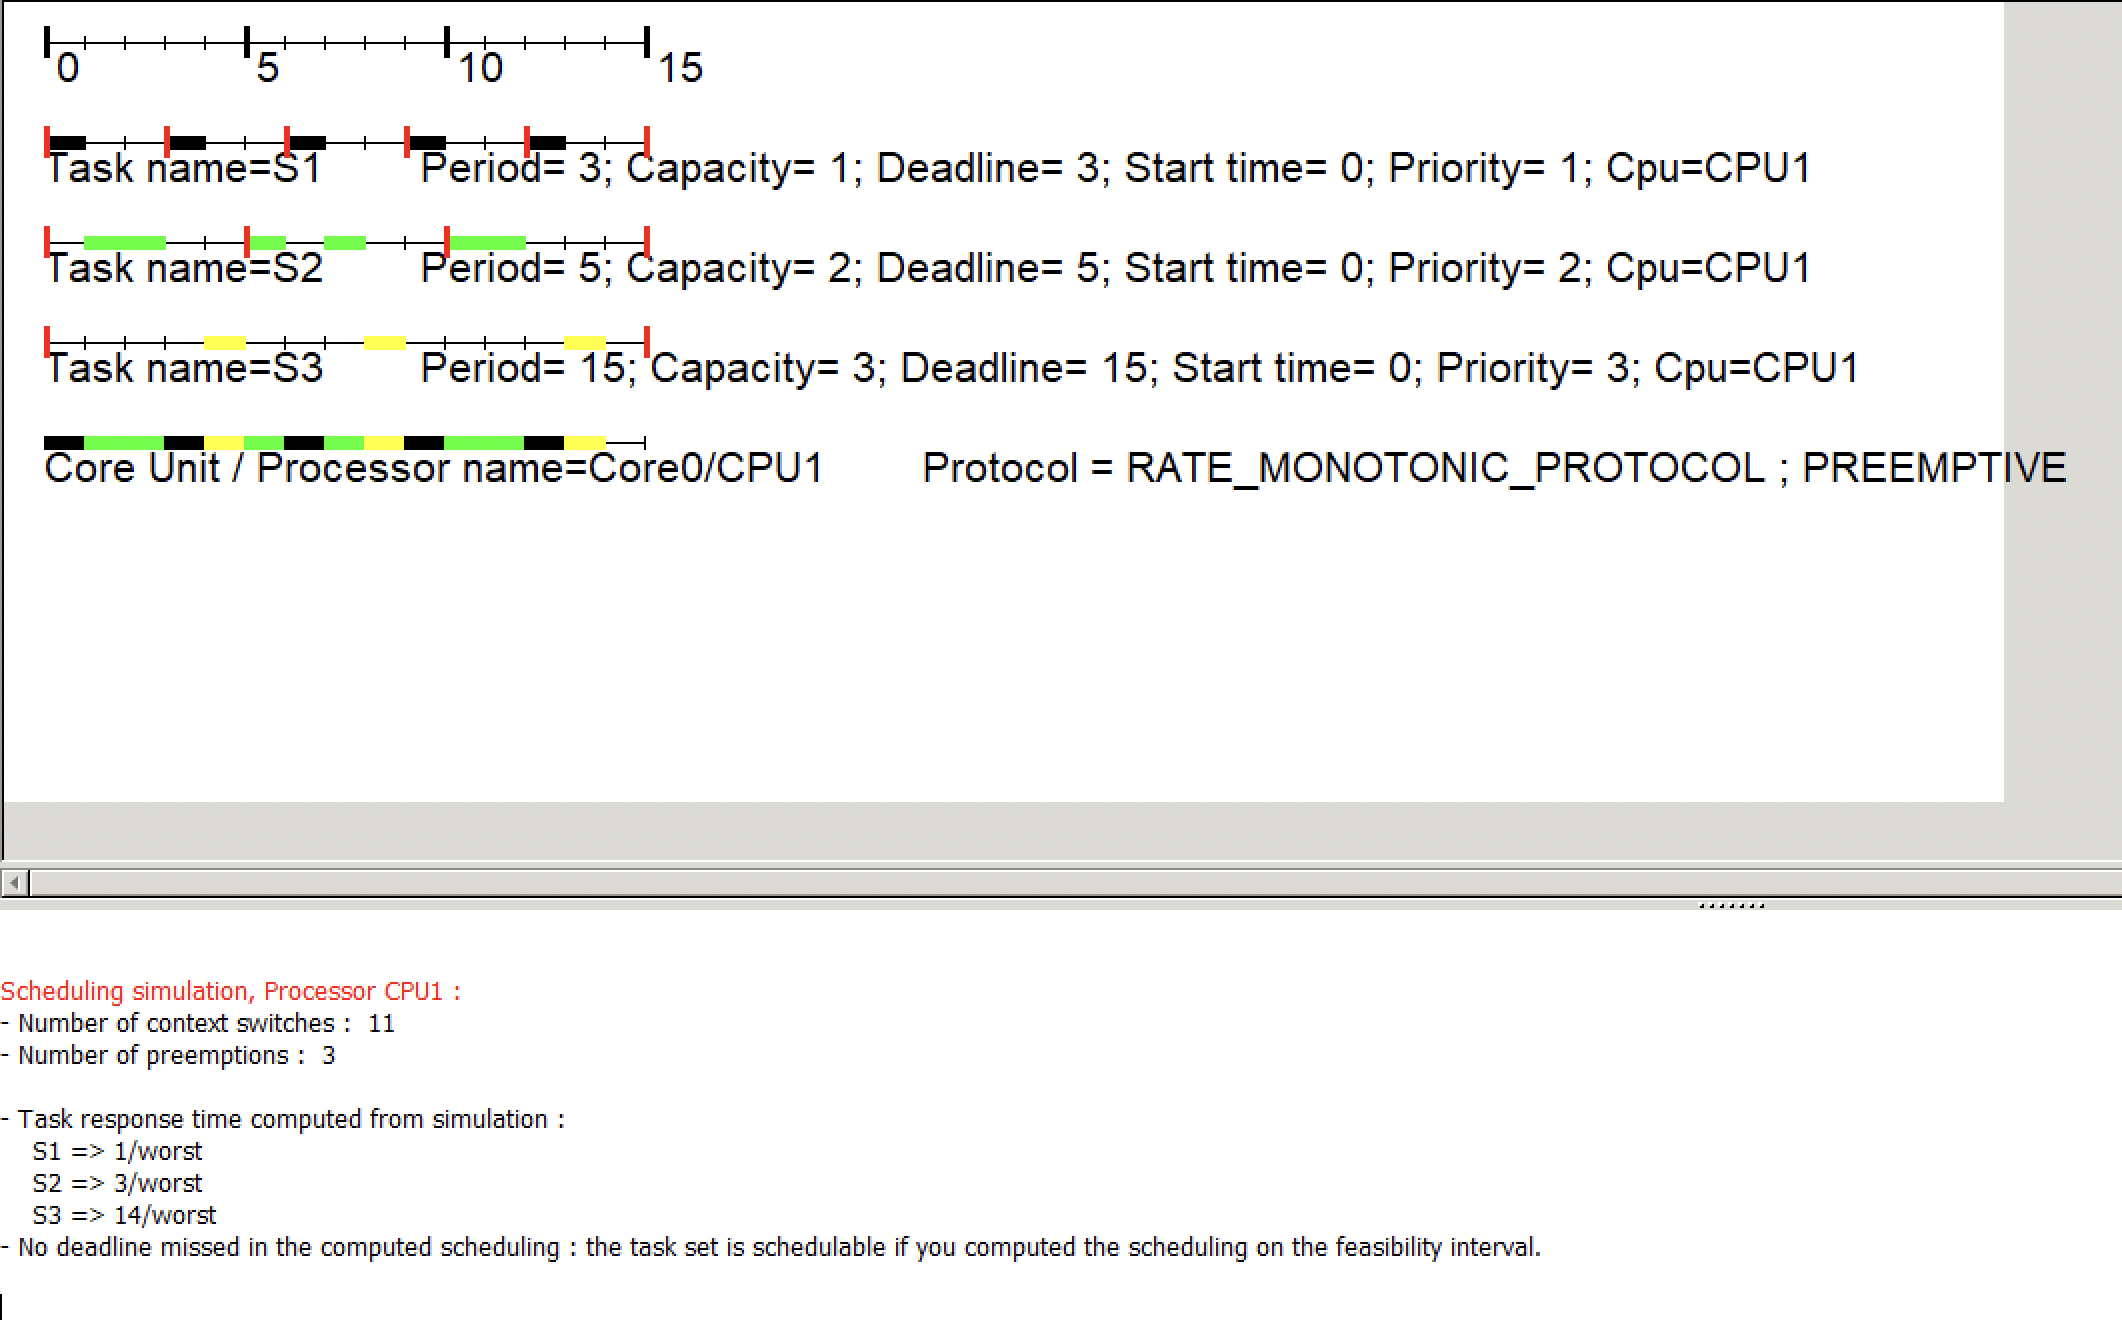 0 5 10 15
Task name=S1 Period= 3; Capacity= 1; Deadline= 3; Start time= 0; Priority= 1; Cpu=CPU1
Task name=S2 Period= 5; Capacity= 2; Deadline= 5; Start time= 0; Priority= 2; Cpu=CPU1
Task name=S3 Period= 15; Capacity= 3; Deadline= 15; Start time= 0; Priority= 3; Cpu=CPU1
Core Unit / Processor name=Core0/CPU1 Protocol = RATE_MONOTONIC_PROTOCOL ; PREEMPTIVE
Scheduling simulation, Processor CPU1 :
- Number of context switches : 11
- Number of preemptions : 3
- Task response time computed from simulation :
S1 => 1/worst
S2 => 3/worst
S3 => 14/worst
- No deadline missed in the computed scheduling : the task set is schedulable if you computed the scheduling on the feasibility interval.